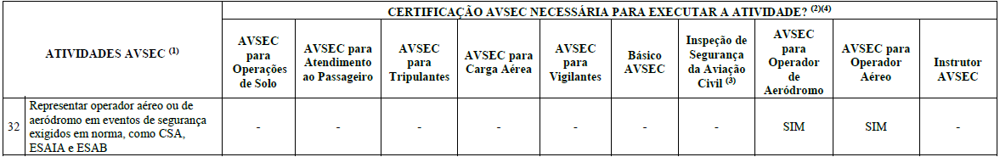 CERTIFICAÇÃO AVSEC NECESSÁRIA PARA EXECUTAR A ATIVIDADE? (2)(4)
ATIVIDADES AVSEC (1)
AVSEC
para
Operações
de Solo
AVSEC para
Atendimento
ao Passageiro
AVSEC
para
Tripulantes
AVSEC para
Carga Aérea
AVSEC
para
Vigilantes
Básico
AVSEC
Inspeção de
Segurança
da Aviação
Civil (3)
AVSEC
para
Operador
de
Aeródromo
AVSEC para
Operador
Aéreo
Instrutor
AVSEC
32
Representar operador aéreo ou de
aeródromo em eventos de segurança
exigidos em norma, como CSA,
ESAIA e ESAB
- - - - - - - SIM SIM -